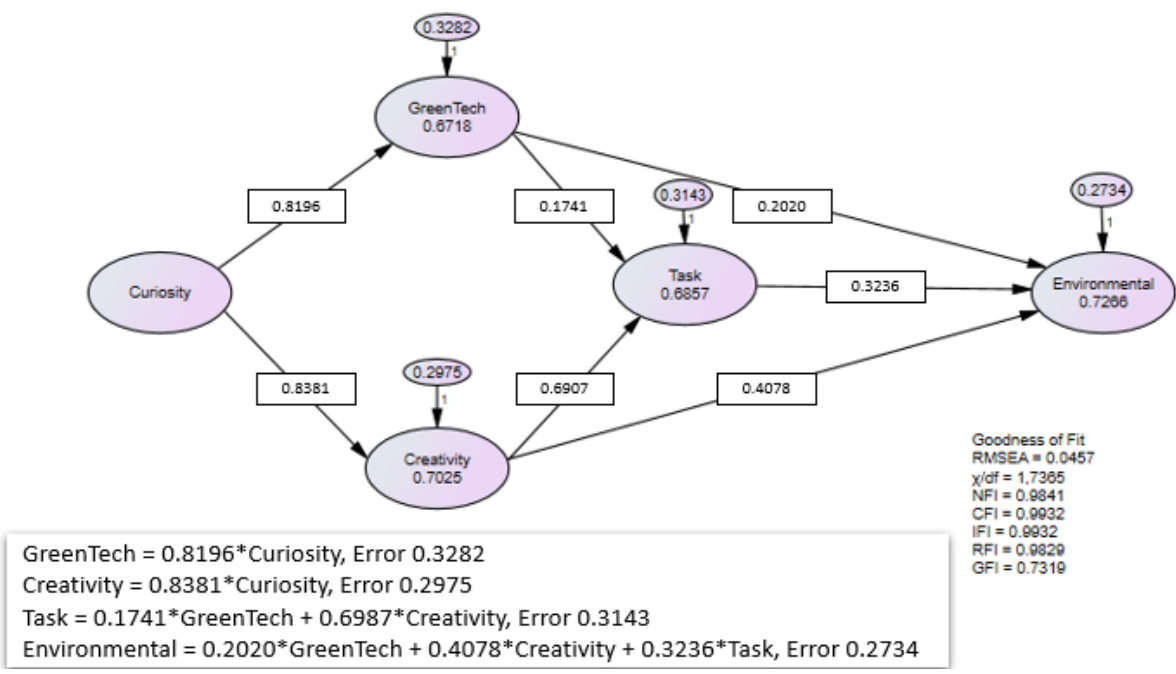 0.3282
1
GreenTech
0.6718
0.8196
0.1741
0.3143
1
0.2020
0.2734
1
Curiosity
Task
0.6857
0.3236
Environmental
0.7266
0.2975
1
0.8381
0.6907
0.4078
Creativity
0.7025
Goodness of Fit
RMSEA = 0.0457
χ/df = 1,7365
NFI = 0.9841
CFI = 0.9932
IFI = 0.9932
RFI = 0.9829
GFI = 0.7319
GreenTech = 0.8196*Curiosity, Error 0.3282
Creativity = 0.8381*Curiosity, Error 0.2975
Task = 0.1741*GreenTech + 0.6987*Creativity, Error 0.3143
Environmental = 0.2020*GreenTech + 0.4078*Creativity + 0.3236*Task, Error 0.2734